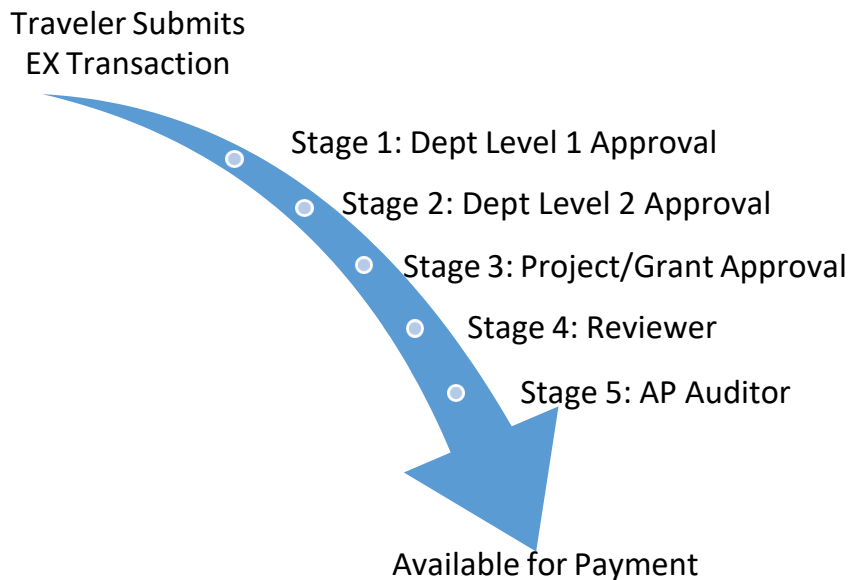 Traveler Submits
EX Transaction
Stage 1: Dept Level 1 Approval
Stage 2: Dept Level 2 Approval
Stage 3: Project/Grant Approval
Stage 4: Reviewer
Stage 5: AP Auditor
Available for Payment